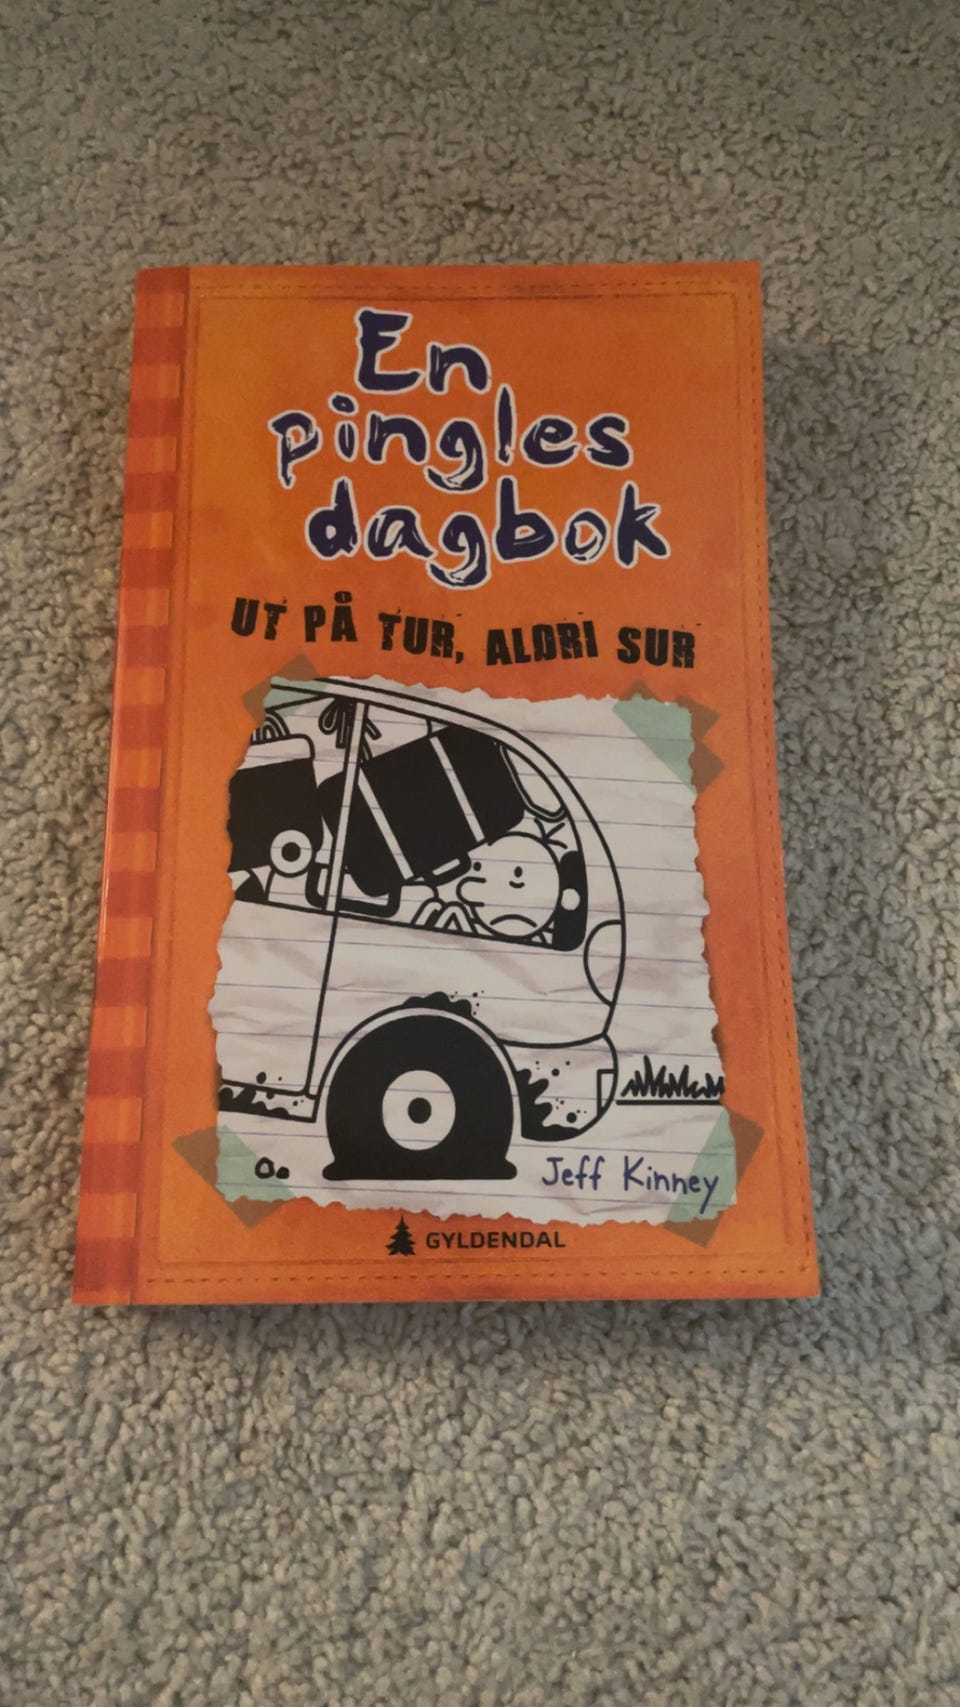 En
pingles
dagbok
UT PÅ TUR, ALDRI SUR
Jeff Kinney
GYLDENDAL